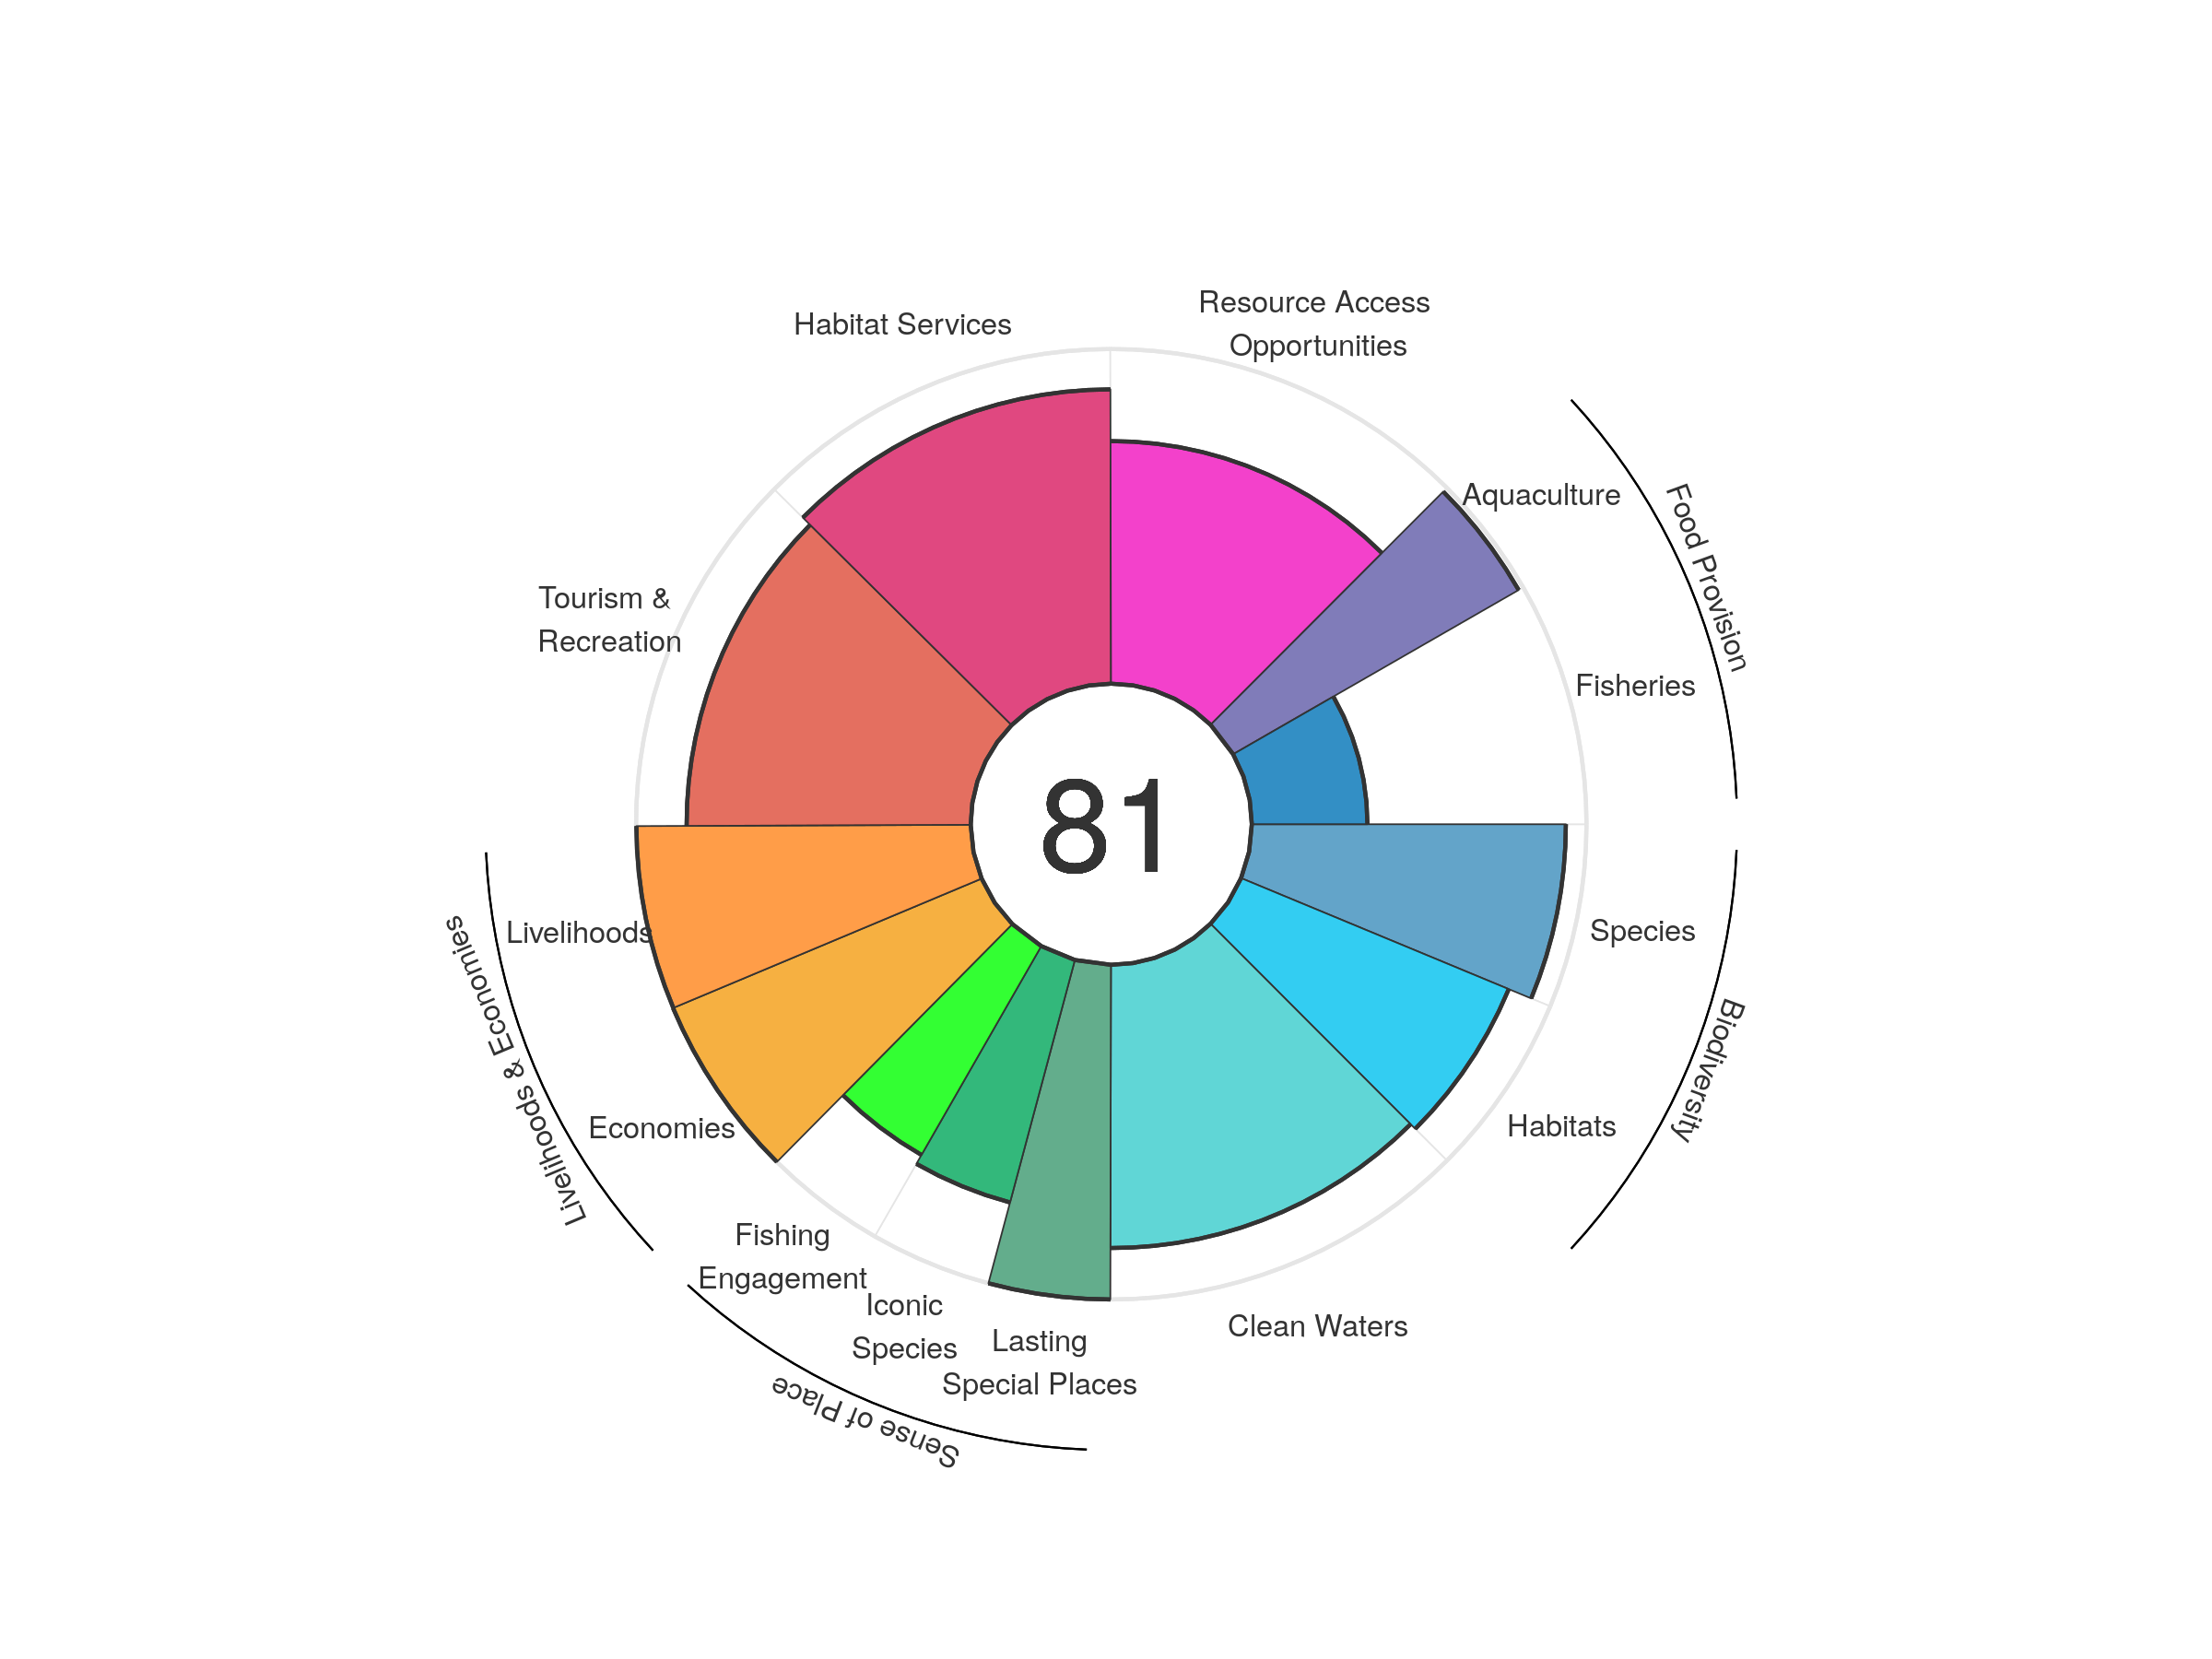 Resource Access
Opportunities
Habitat Services
Aquaculture
Food Provision
Tourism &
Recreation
Fisheries
81
Livelihoods
Species
Livelihoods & Economies
Biodiversity
Economies
Habitats
Fishing
Engagement
Iconic
Species
Lasting
Special Places
Clean Waters
Sense of Place